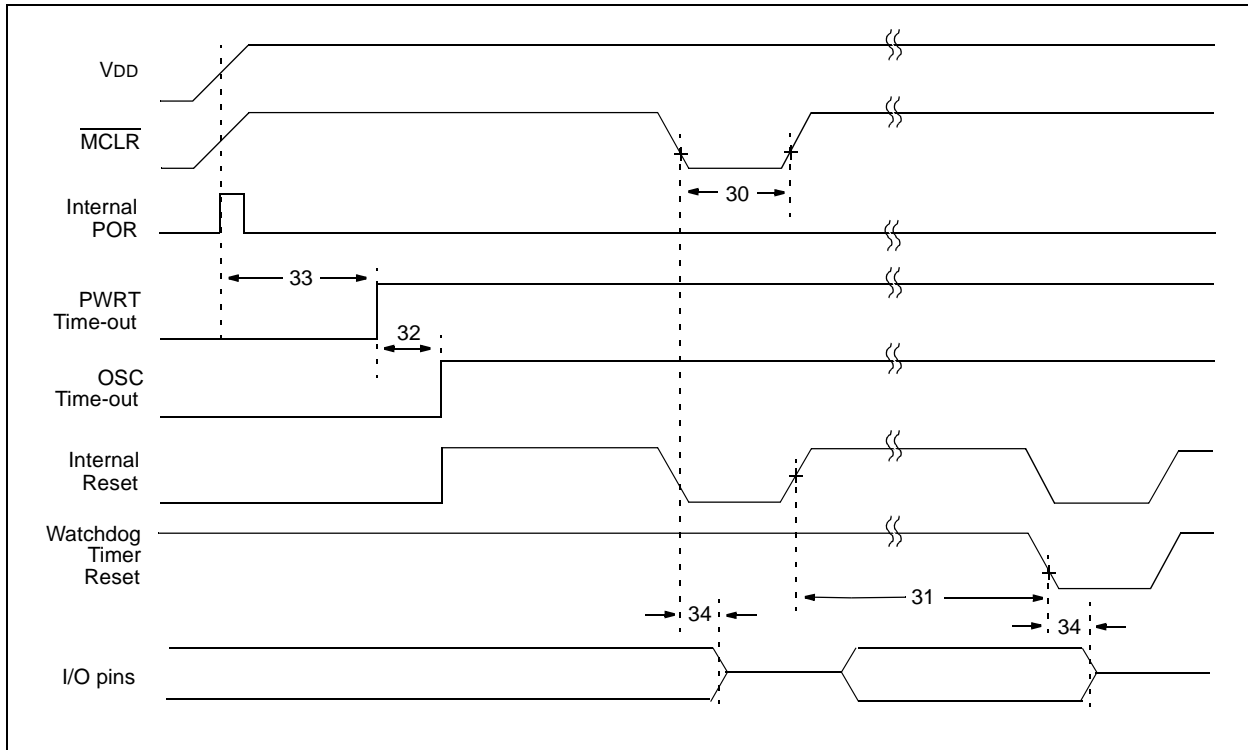 VDD
MCLR
30
Internal
POR
33
PWRT
Time-out
32
OSC
Time-out
Internal
Reset
Watchdog
Timer
Reset
31
34
34
I/O pins